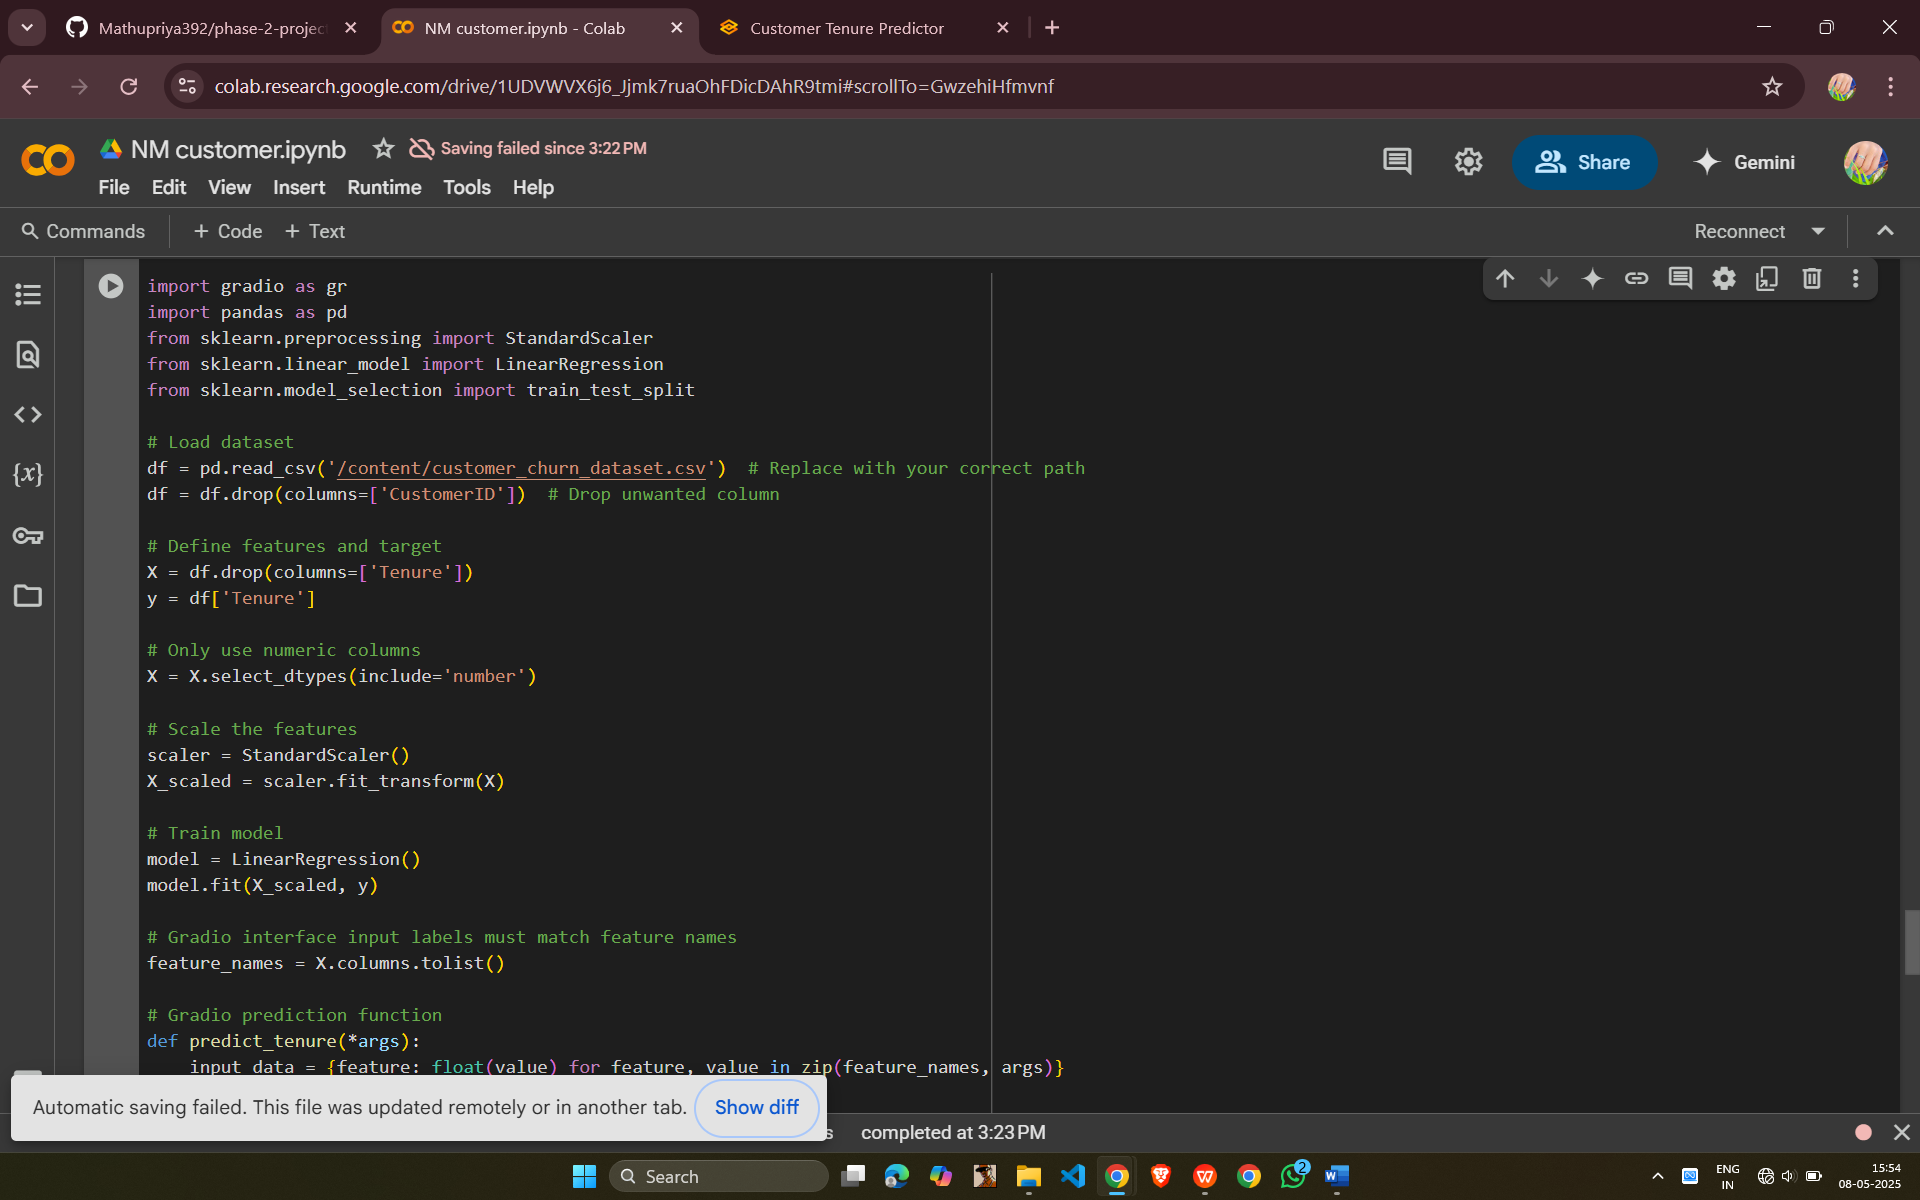 Mathupriya392/phase-2-project
NM customer.ipynb - Colab
Customer Tenure Predictor
colab.research.google.com/drive/1UDVWVX6j6_Jjmk7ruaOhFDicDAhR9tmi#scrollTo=GwzehiHfmvnf
NM customer.ipynb
Saving failed since 3:22 PM
Share
Gemini
File Edit View Insert Runtime Tools Help
Commands + Code + Text
Reconnect
import gradio as gr
import pandas as pd
from sklearn.preprocessing import StandardScaler
from sklearn.linear_model import LinearRegression
from sklearn.model_selection import train_test_split
# Load dataset
df = pd.read_csv('/content/customer_churn_dataset.csv')  # Replace with your correct path
df = df.drop(columns=['CustomerID'])  # Drop unwanted column
# Define features and target
X = df.drop(columns=['Tenure'])
y = df['Tenure']
# Only use numeric columns
X = X.select_dtypes(include='number')
# Scale the features
scaler = StandardScaler()
X_scaled = scaler.fit_transform(X)
# Train model
model = LinearRegression()
model.fit(X_scaled, y)
# Gradio interface input labels must match feature names
feature_names = X.columns.tolist()
# Gradio prediction function
def predict_tenure(*args):
input_data = {feature: float(value) for feature, value in zip(feature_names, args)}
Automatic saving failed. This file was updated remotely or in another tab. Show diff
s completed at 3:23 PM
Search
2
ENG
IN
15:54
08-05-2025